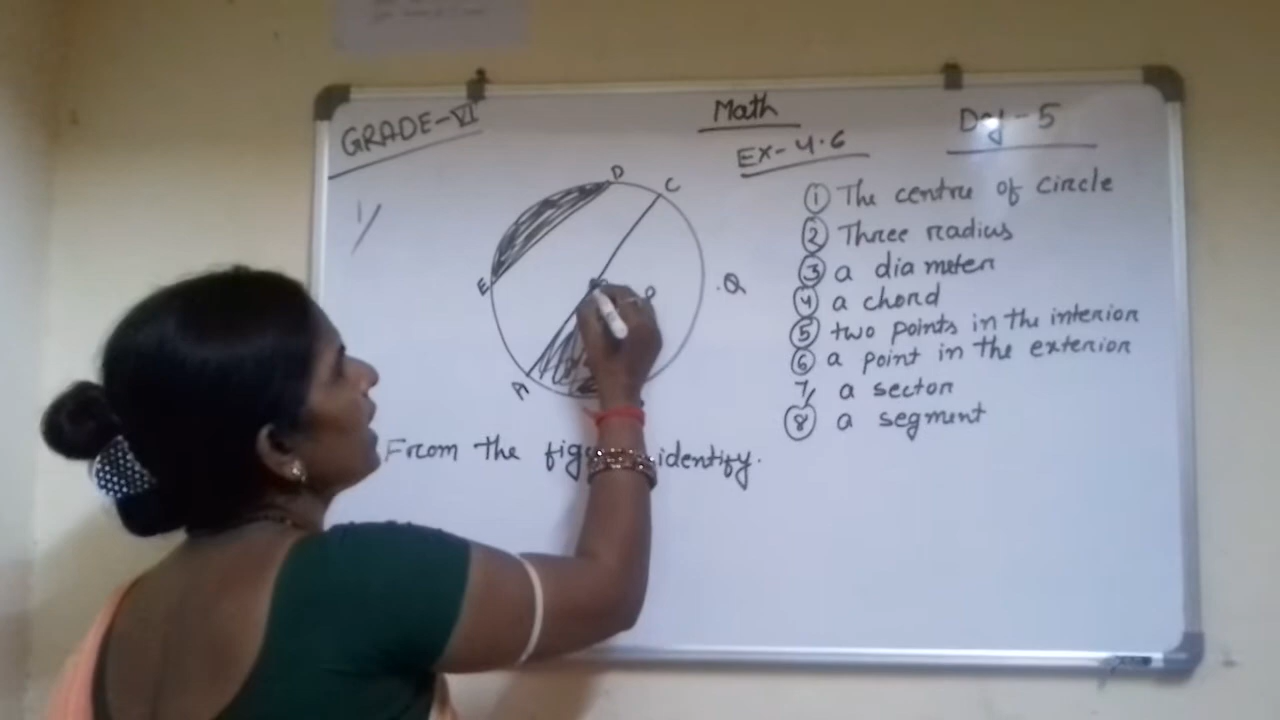 GRADE-VI
Math
Day-5
Ex-4.6
1/
D
C
E
P
.Q
A
① The centre of circle
② Three radius
③ a diameter
④ a chord
⑤ two points in the interior
⑥ a point in the exterior
7/ a sector
⑧ a segment
From the identify.